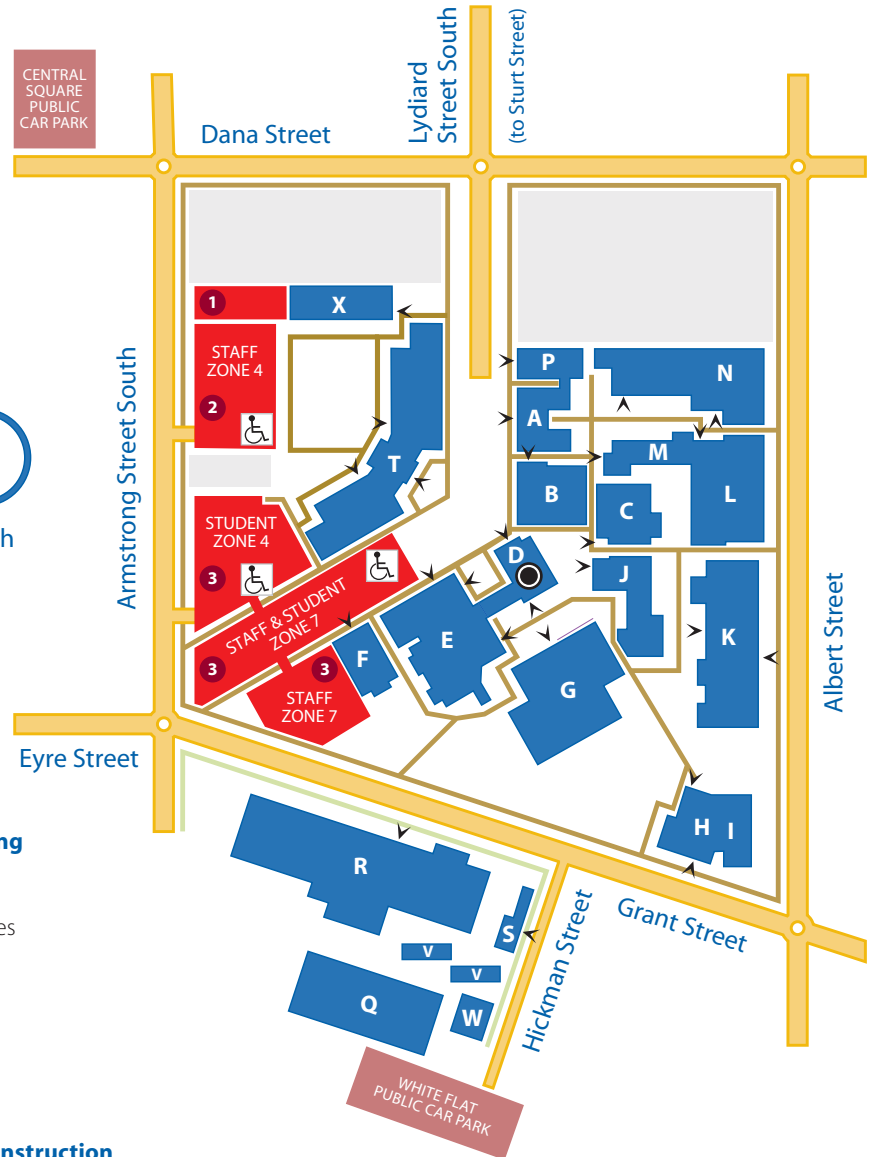 CENTRAL
SQUARE
PUBLIC
CAR PARK
Dana Street
Lydiard
Street South
(to Sturt Street)
Armstrong Street South
1
X
STAFF
ZONE 4
2
T
STUDENT
ZONE 4
3
STAFF & STUDENT
ZONE 7
3
3
STAFF
ZONE 7
F
E
D
P
A
B
N
M
C
L
J
K
G
H
I
Albert Street
Eyre Street
Grant Street
Hickman Street
R
S
V
V
Q
W
WHITE FLAT
PUBLIC CAR PARK
h
ng
es
nstruction